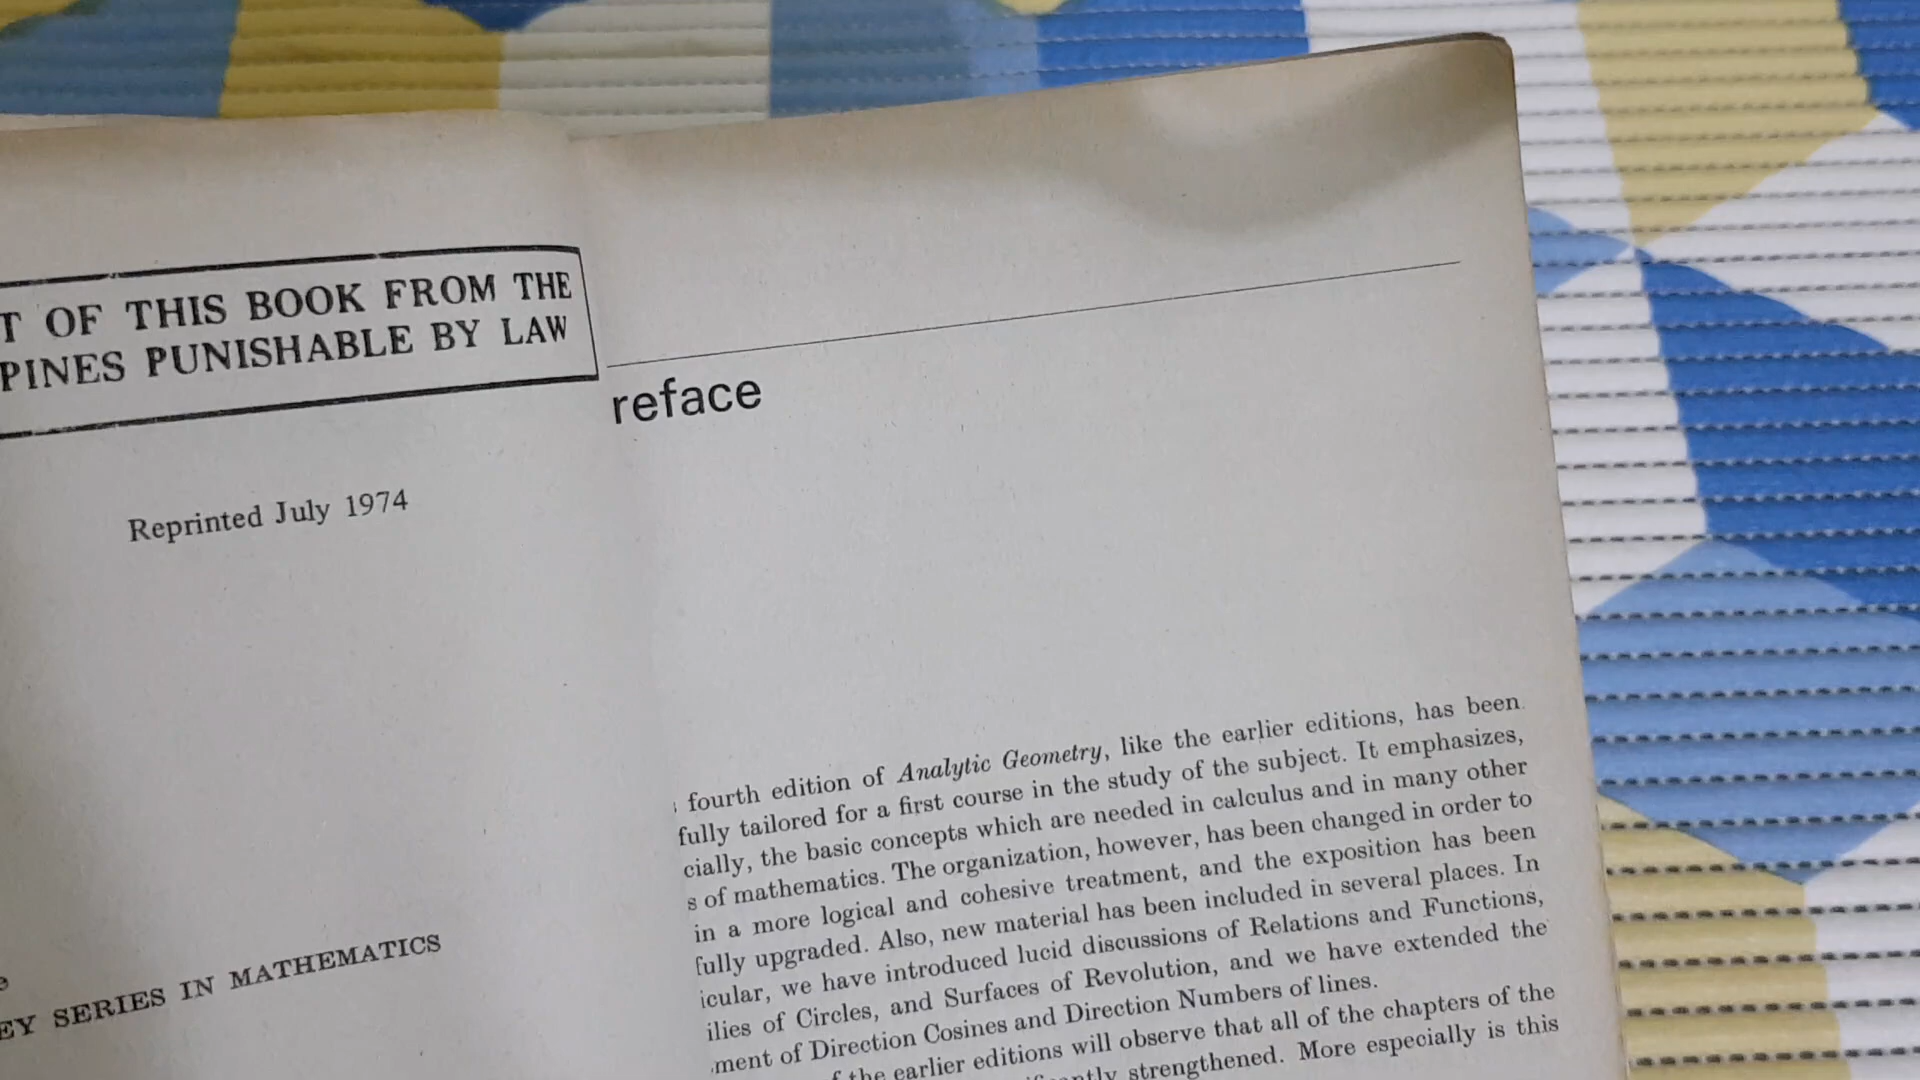 T OF THIS BOOK FROM THE
PINES PUNISHABLE BY LAW
Reprinted July 1974
EY SERIES IN MATHEMATICS
reface
fourth edition of Analytic Geometry, like the earlier editions, has been
fully tailored for a first course in the study of the subject. It emphasizes,
cially, the basic concepts which are needed in calculus and in many other
s of mathematics. The organization, however, has been changed in order to
in a more logical and cohesive treatment, and the exposition has been
fully upgraded. Also, new material has been included in several places. In
icular, we have introduced lucid discussions of Relations and Functions,
ilies of Circles, and Surfaces of Revolution, and we have extended the
ment of Direction Cosines and Direction Numbers of lines.
the earlier editions will observe that all of the chapters of the
strengthened. More especially is this